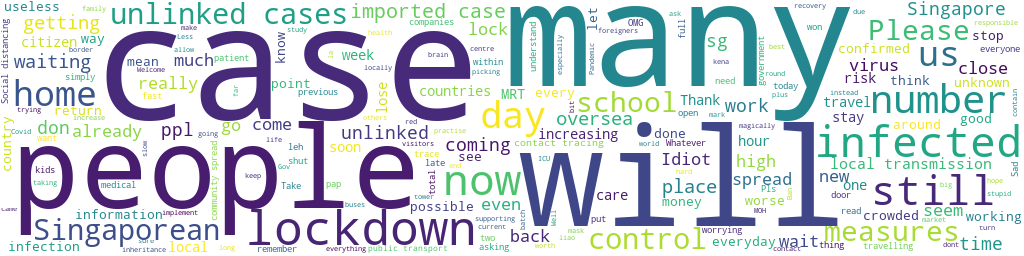 useless
family
getting
citizen
way
unlinked cases
imported case
companies
lock
foreigners
OMG
let
ask
Pandemic
understand
especially
full
won
recovery
due
Singapore
Please
stop
everyone
responsible
best
Social distancing
waiting
mean
much
border
less
allow
make
study
health
patient
know
week
sg
within
brain
centre
previous
case
many
us
government
confirmed
virus
close
today
plus
need
home
simply
Welcome
really
point
countries
MRT
every
picking
locally
day
school
Thank
work
open
mark
risk
think
unknown
number
instead
travel
good
contain
trying
return
fast
far
lose
others
don
already
ppl
go
come
unlinked
increasing
oversea
contact tracing
done
Whatever
hour
magically
stay
around
infected
country
Covid
increase
want
going
life
red
visitors
practise
coming
see
Idiot
high
spread
local transmission
kids
taking
slow
leh
shut
Gov
soon
late
trace
ICU
world
place
Pls
new
one
still
Sad
people
will
now
medical
community spread
Take
pap
possible
total
end
care
money
worse
MOH
Ban
door
crowded
seem
big
hope
stupid
Singaporean
implement
information
keep
tower
buses
even
supporting
current
batch
Well
put
worrying
read
market
working
lockdown
back
two
asking
Mask
liao
control
everyday
wait
thing
measures
turn
time
infection
local
long
sure
inheritance
remember
everything
public transport
worth
hard
contact
travelling
dont
kena